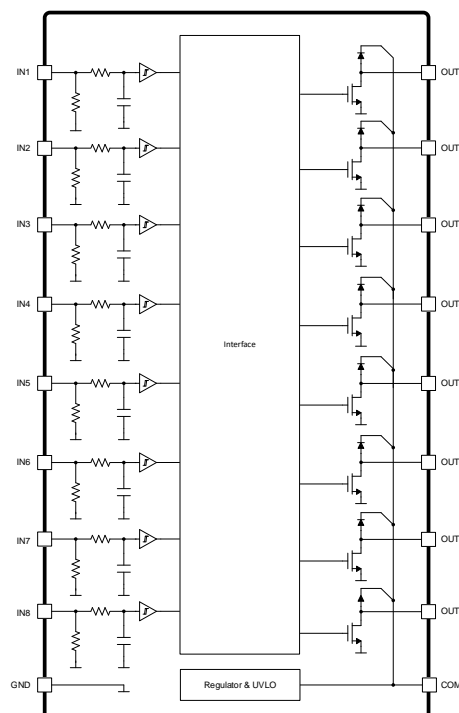 IN1
OUT
IN2
OUT
IN3
OUT
IN4
OUT
Interface
IN5
OUT
IN6
OUT
IN7
OUT
IN8
OUT
GND
Regulator & UVLO
COM